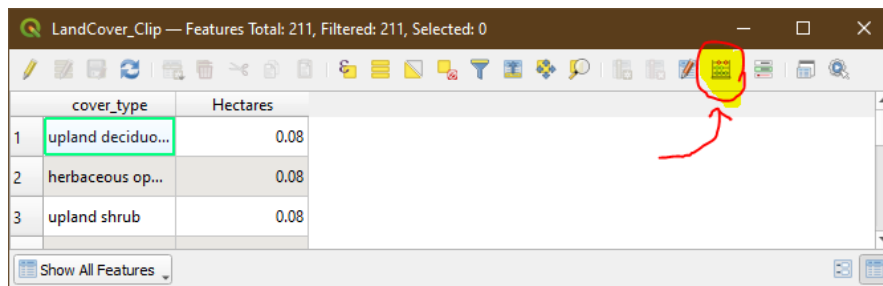 LandCover_Clip — Features Total: 211, Filtered: 211, Selected: 0
cover_type Hectares
1 upland deciduo... 0.08
2 herbaceous op... 0.08
3 upland shrub 0.08
Show All Features